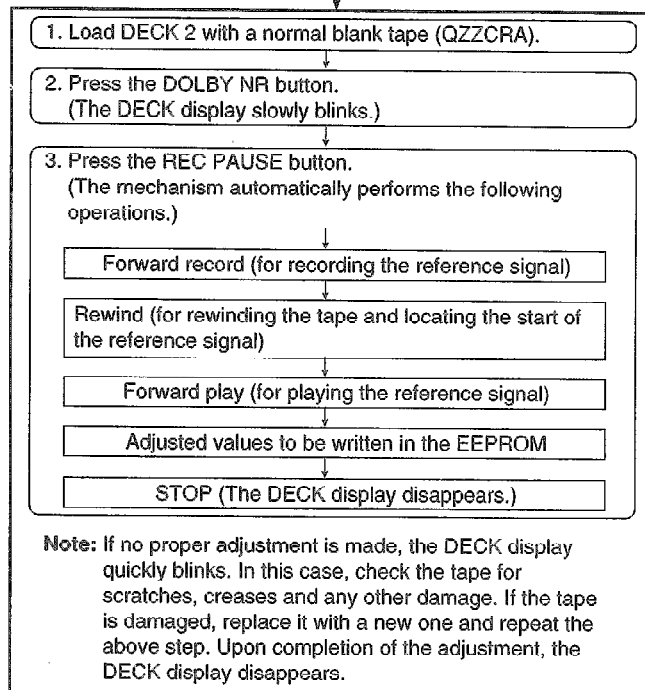 1. Load DECK 2 with a normal blank tape (QZZCRA).
2. Press the DOLBY NR button.
(The DECK display slowly blinks.)
3. Press the REC PAUSE button.
(The mechanism automatically performs the following
operations.)
Forward record (for recording the reference signal)
Rewind (for rewinding the tape and locating the start of
the reference signal)
Forward play (for playing the reference signal)
Adjusted values to be written in the EEPROM
STOP (The DECK display disappears.)
Note: If no proper adjustment is made, the DECK display
quickly blinks. In this case, check the tape for
scratches, creases and any other damage. If the tape
is damaged, replace it with a new one and repeat the
above step. Upon completion of the adjustment, the
DECK display disappears.